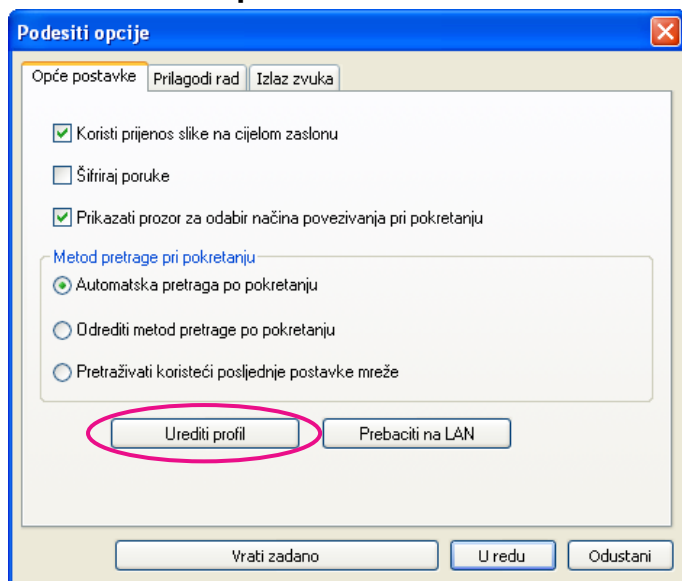 Podesiti opcije
Opće postavke Prilagodi rad Izlaz zvuka
Koristi prijenos slike na cijelom zaslonu
Šifriraj poruke
Prikazati prozor za odabir načina povezivanja pri pokretanju
Metod pretrage pri pokretanju
Automatska pretraga po pokretanju
Odrediti metod pretrage po pokretanju
Pretraživati koristeći posljednje postavke mreže
Urediti profil Prebaciti na LAN
Vrati zadano U redu Odustani